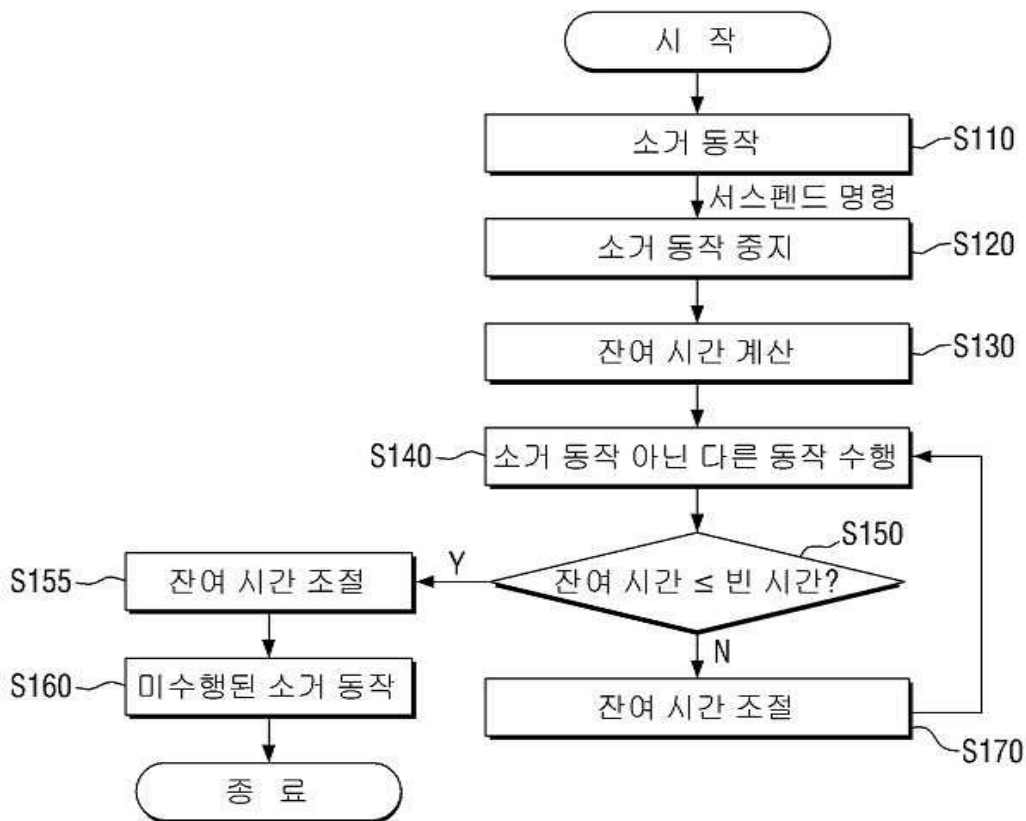 시 작
소거 동작
S110
서스펜드 명령
소거 동작 중지
S120
잔여 시간 계산
S130
S140
소거 동작 아닌 다른 동작 수행
S150
잔여 시간 ≤ 빈 시간?
Y
S155
잔여 시간 조절
N
S160
미수행된 소거 동작
잔여 시간 조절
S170
종 료